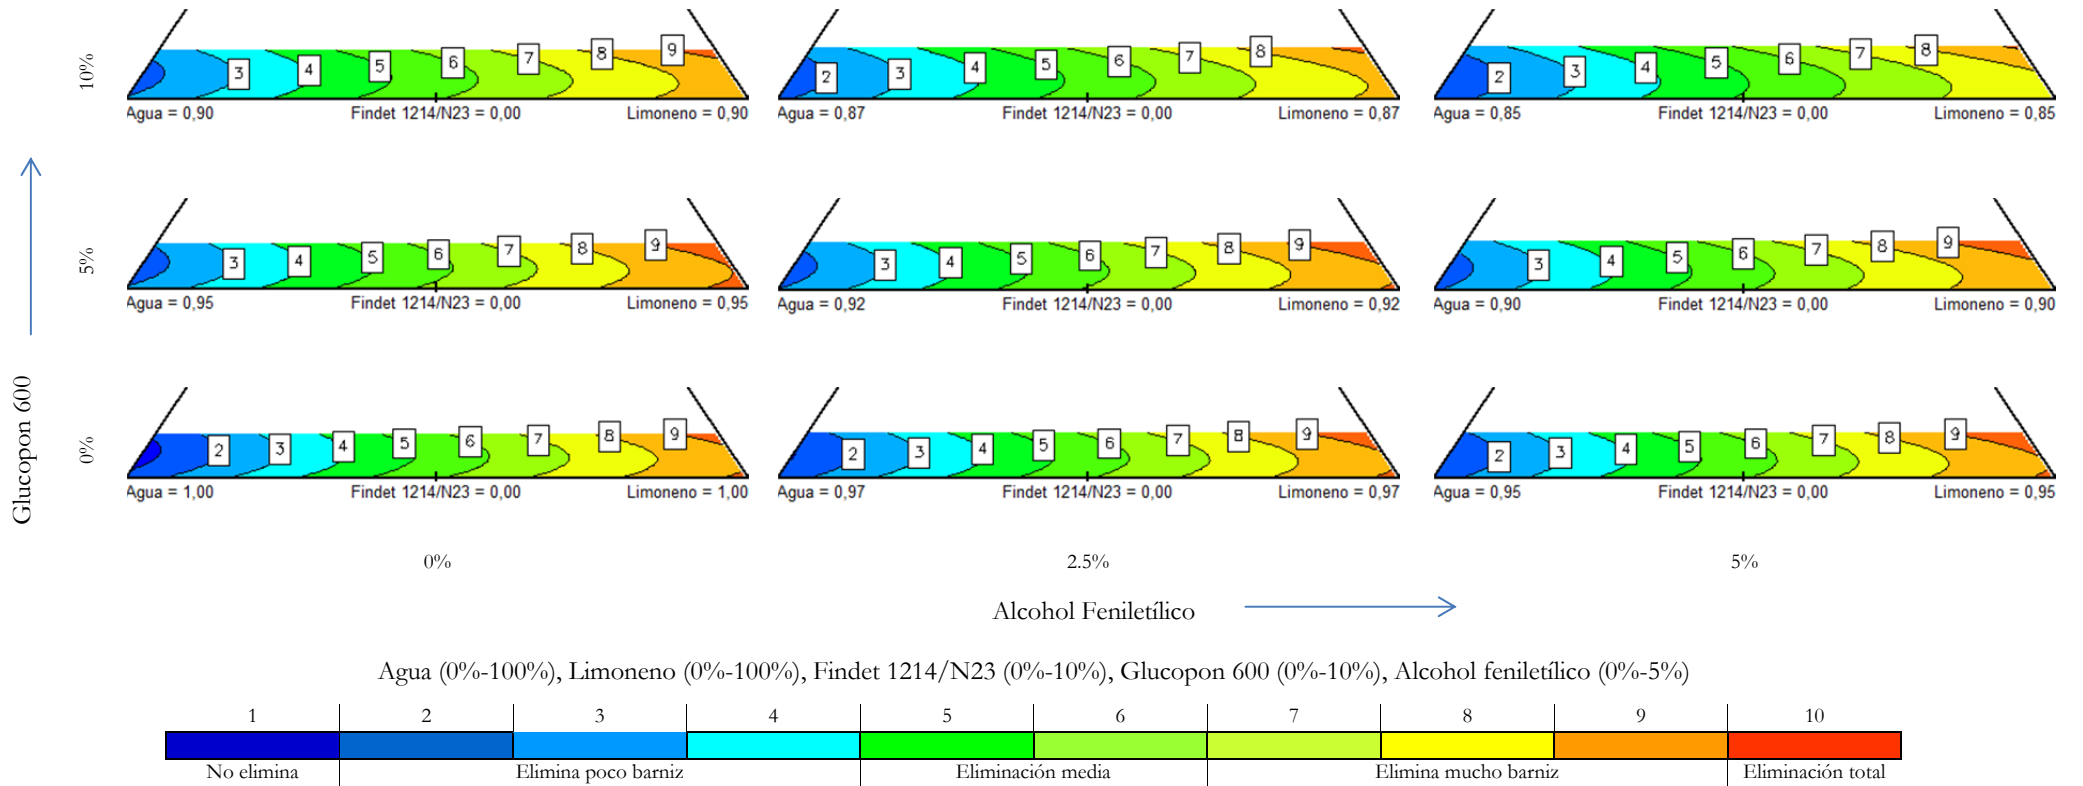 10%
2 3 4 5 6 7 8 9
Agua = 0,90 Findet 1214/N23 = 0,00 Limoneno = 0,90
2 3 4 5 6 7 8
Agua = 0,87 Findet 1214/N23 = 0,00 Limoneno = 0,87
2 3 4 5 6 7 8
Agua = 0,85 Findet 1214/N23 = 0,00 Limoneno = 0,85
5%
3 4 5 6 7 8 9
Agua = 0,95 Findet 1214/N23 = 0,00 Limoneno = 0,95
3 4 5 6 7 8 9
Agua = 0,92 Findet 1214/N23 = 0,00 Limoneno = 0,92
3 4 5 6 7 8 9
Agua = 0,90 Findet 1214/N23 = 0,00 Limoneno = 0,90
Glucopon 600
0%
2 3 4 5 6 7 8 9
Agua = 1,00 Findet 1214/N23 = 0,00 Limoneno = 1,00
2 3 4 5 6 7 8 9
Agua = 0,97 Findet 1214/N23 = 0,00 Limoneno = 0,97
2 3 4 5 6 7 8 9
Agua = 0,95 Findet 1214/N23 = 0,00 Limoneno = 0,95
0% 2.5% 5%
Alcohol Feniletílico
Agua (0%-100%), Limoneno (0%-100%), Findet 1214/N23 (0%-10%), Glucopon 600 (0%-10%), Alcohol feniletílico (0%-5%)
1 2 3 4 5 6 7 8 9 10
No elimina Elimina poco barniz Eliminación media Elimina mucho barniz Eliminación total